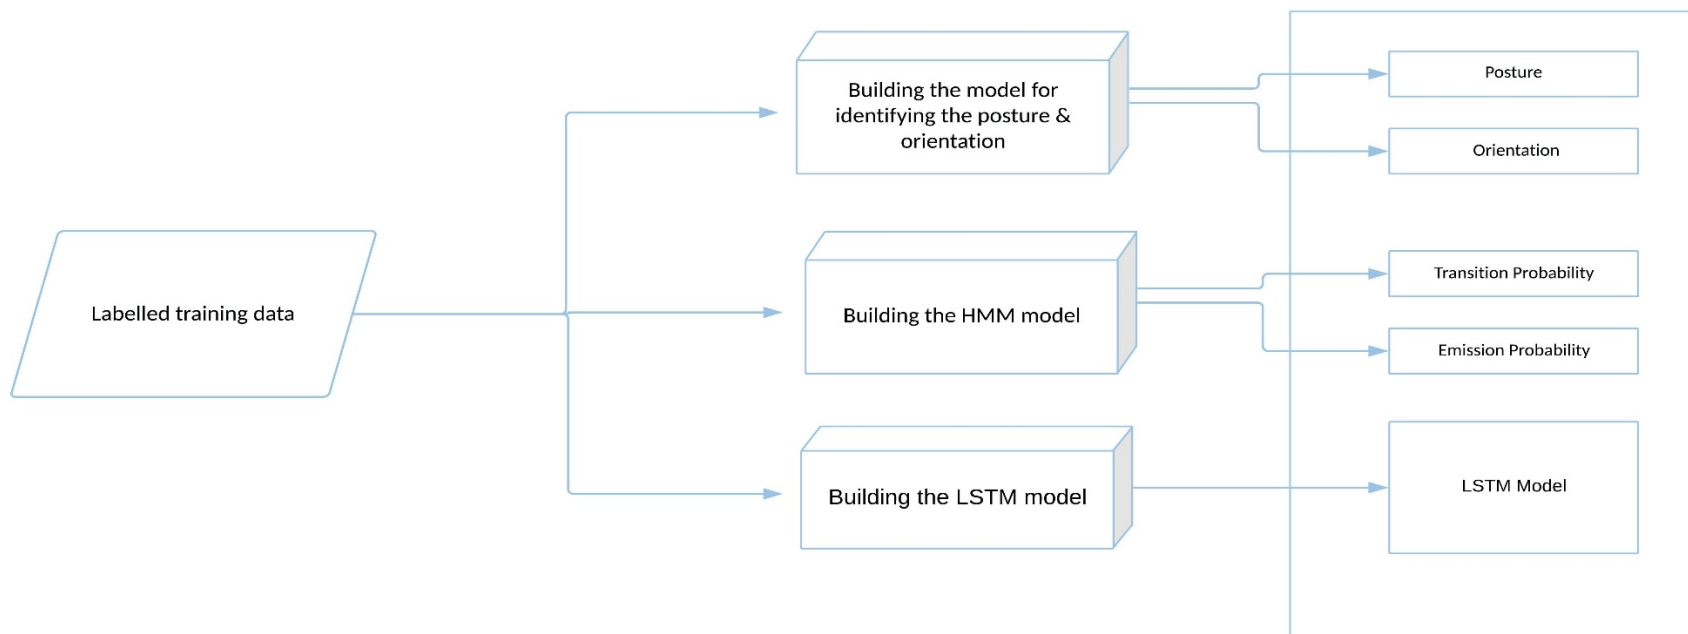 Labelled training data
Building the model for
identifying the posture &
orientation
Posture
Orientation
Building the HMM model
Transition Probability
Emission Probability
Building the LSTM model
LSTM Model